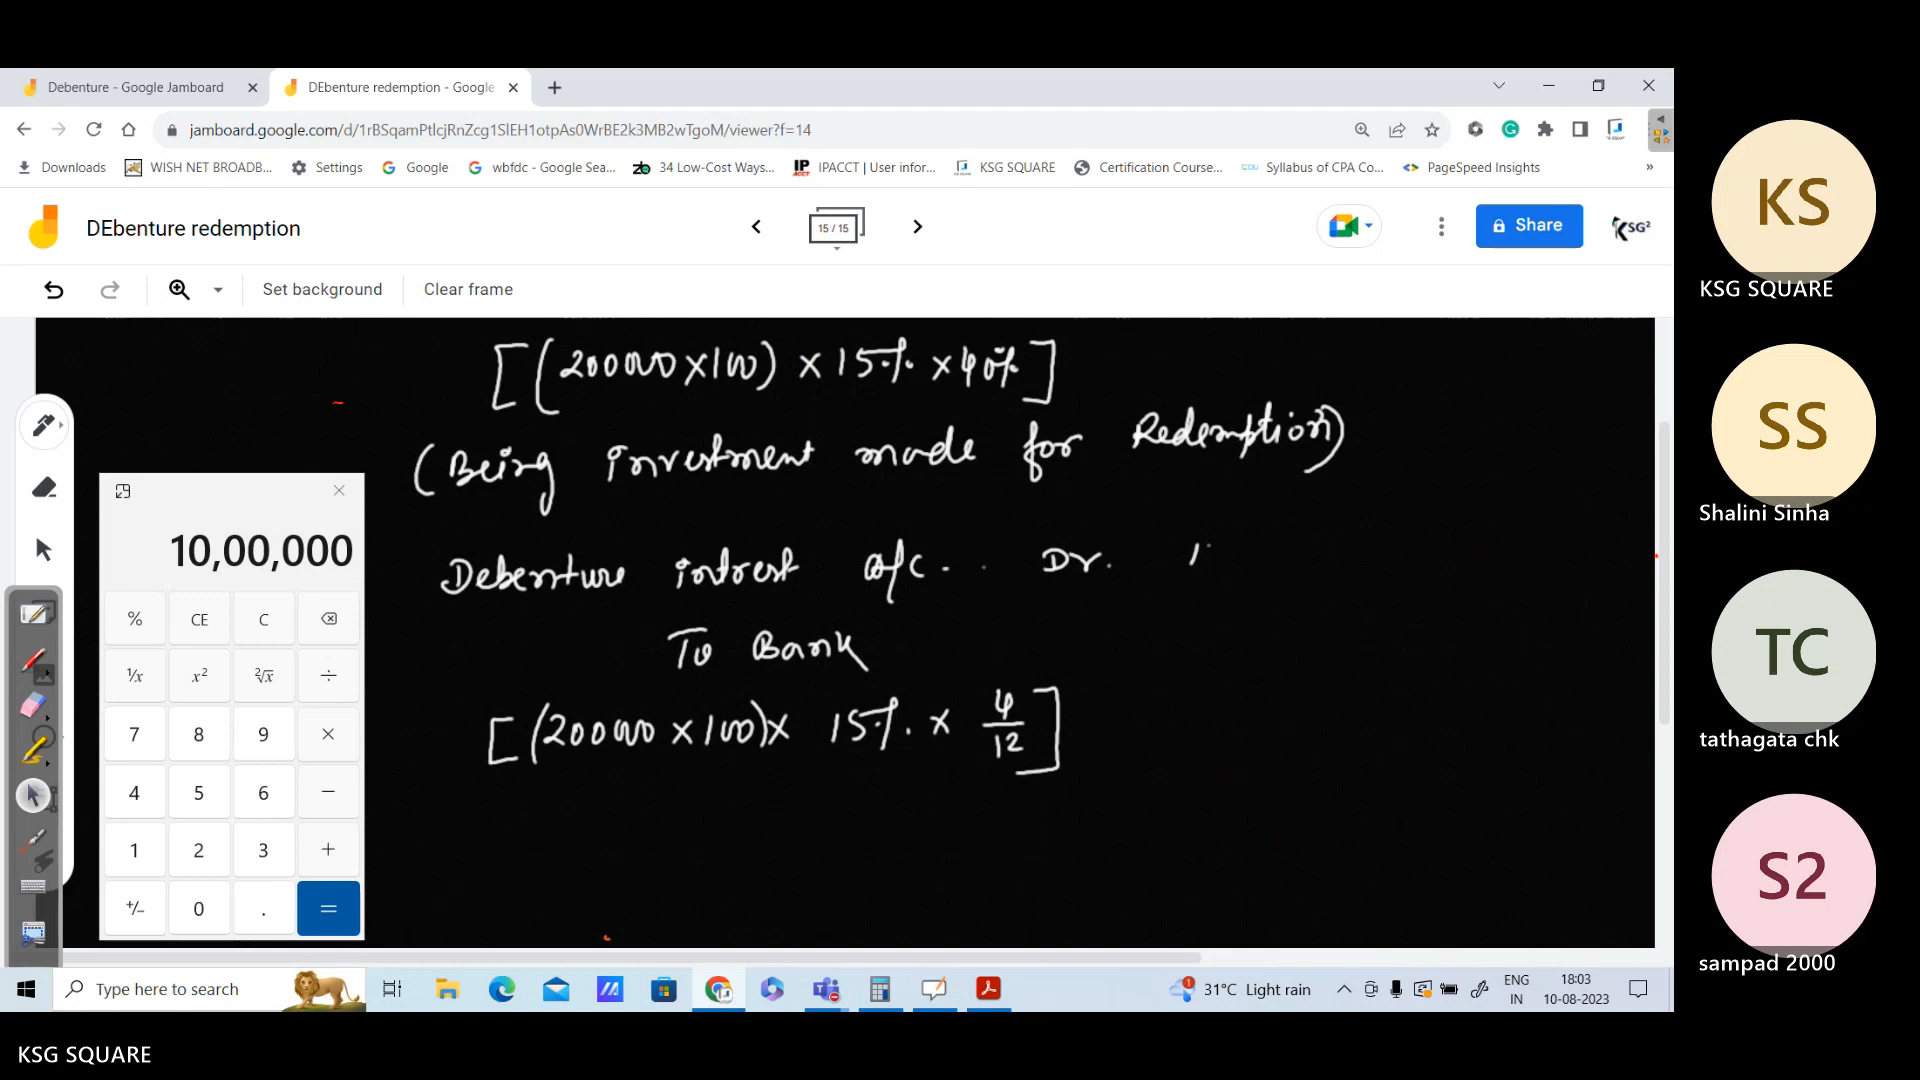 Debenture - Google Jamboard
DEbenture redemption - Google
jamboard.google.com/d/1rBSqamPtlcjRnZcg1SlEH1otpAs0WrBE2k3MB2wTgoM/viewer?f=14
Downloads WISH NET BROADB... Settings Google wbfdc - Google Sea... 34 Low-Cost Ways... IPACCT | User infor... KSG SQUARE Certification Course... Syllabus of CPA Co... PageSpeed Insights »
DEbenture redemption
15 / 15
Share
KSG²
Set background Clear frame
[(200000×100) × 15% × 40%]
(Being investment made for Redemption)
Debenture intrest a/c. . Dr.
To Bank
[(200000 × 100) × 15% × 4/12]
10,00,000
% CE C
1/x x² ²√x ÷
7 8 9 ×
4 5 6 −
1 2 3 +
+/− 0 . =
KS
KSG SQUARE
SS
Shalini Sinha
TC
tathagata chk
S2
sampad 2000
Type here to search
1
31°C Light rain
ENG
IN
18:03
10-08-2023
KSG SQUARE